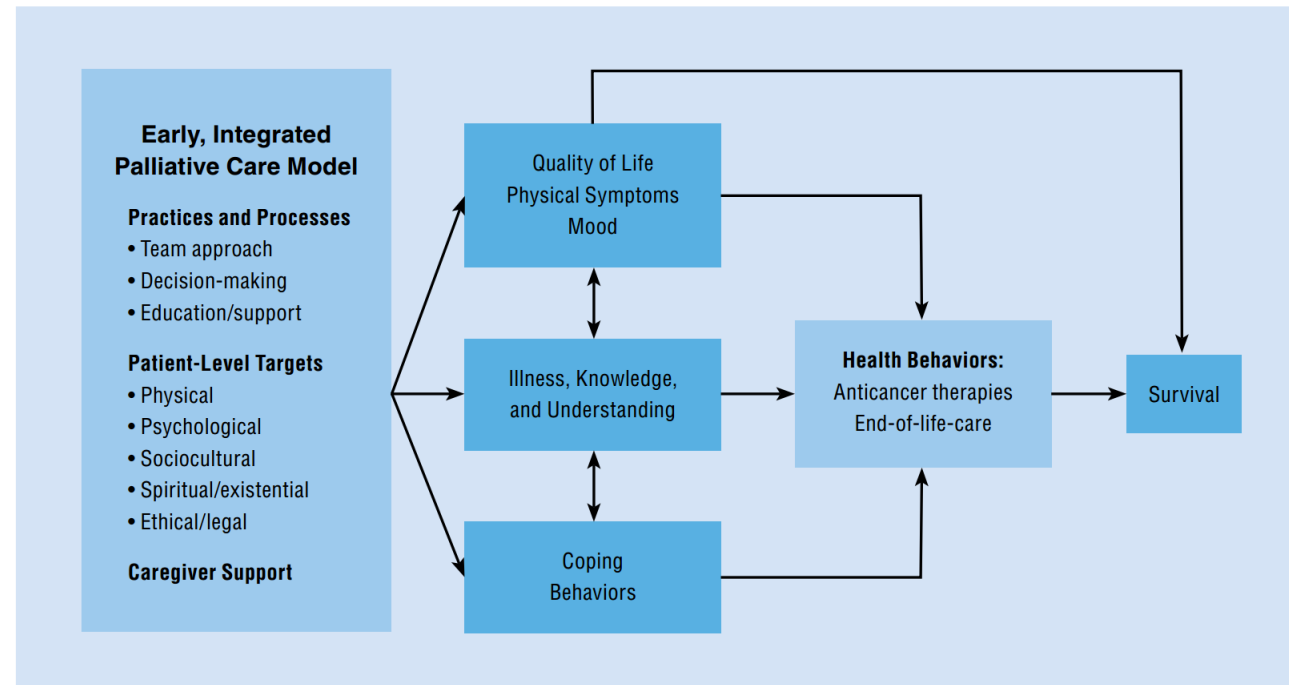 Early, Integrated
Palliative Care Model
Practices and Processes
• Team approach
• Decision-making
• Education/support
Patient-Level Targets
• Physical
• Psychological
• Sociocultural
• Spiritual/existential
• Ethical/legal
Caregiver Support
Quality of Life
Physical Symptoms
Mood
Illness, Knowledge,
and Understanding
Coping
Behaviors
Health Behaviors:
Anticancer therapies
End-of-life-care
Survival